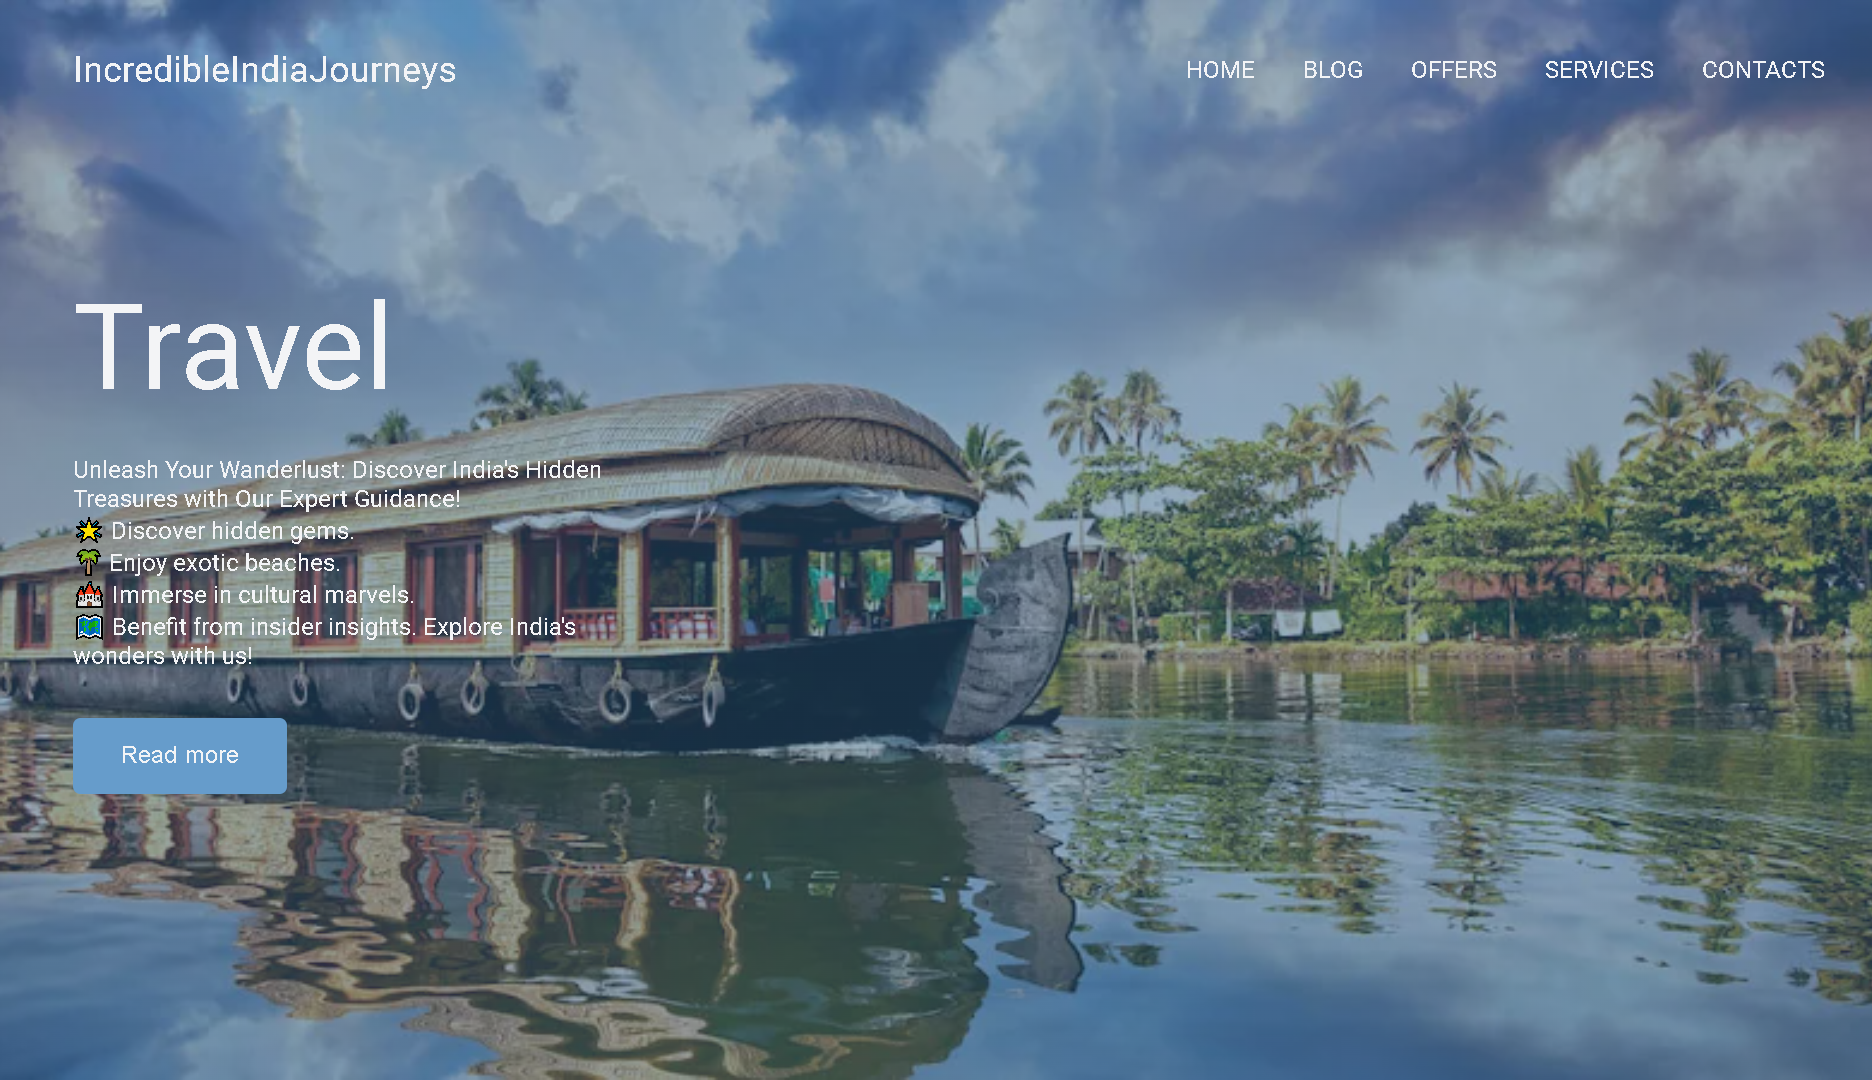 IncredibleIndiaJourneys
HOME BLOG OFFERS SERVICES CONTACTS
Travel
Unleash Your Wanderlust: Discover India's Hidden
Treasures with Our Expert Guidance!
🌟 Discover hidden gems.
🌴 Enjoy exotic beaches.
🏰 Immerse in cultural marvels.
🗺️ Benefit from insider insights. Explore India's
wonders with us!
Read more